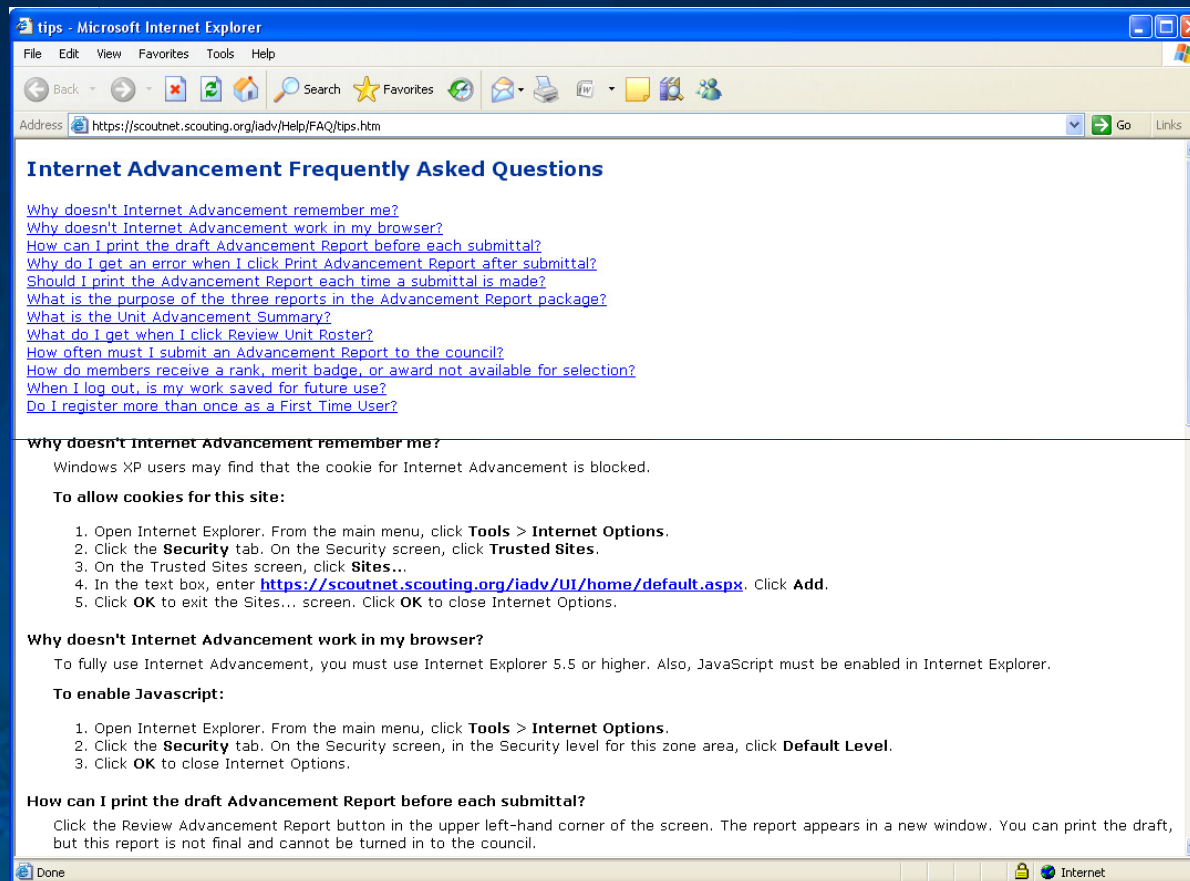 tips - Microsoft Internet Explorer
File Edit View Favorites Tools Help
Back Search Favorites
Address https://scoutnet.scouting.org/iadv/Help/FAQ/tips.htm Go Links
Internet Advancement Frequently Asked Questions
Why doesn't Internet Advancement remember me?
Why doesn't Internet Advancement work in my browser?
How can I print the draft Advancement Report before each submittal?
Why do I get an error when I click Print Advancement Report after submittal?
Should I print the Advancement Report each time a submittal is made?
What is the purpose of the three reports in the Advancement Report package?
What is the Unit Advancement Summary?
What do I get when I click Review Unit Roster?
How often must I submit an Advancement Report to the council?
How do members receive a rank, merit badge, or award not available for selection?
When I log out, is my work saved for future use?
Do I register more than once as a First Time User?
Why doesn't Internet Advancement remember me?
Windows XP users may find that the cookie for Internet Advancement is blocked.
To allow cookies for this site:
1. Open Internet Explorer. From the main menu, click Tools > Internet Options.
2. Click the Security tab. On the Security screen, click Trusted Sites.
3. On the Trusted Sites screen, click Sites...
4. In the text box, enter https://scoutnet.scouting.org/iadv/UI/home/default.aspx. Click Add.
5. Click OK to exit the Sites... screen. Click OK to close Internet Options.
Why doesn't Internet Advancement work in my browser?
To fully use Internet Advancement, you must use Internet Explorer 5.5 or higher. Also, JavaScript must be enabled in Internet Explorer.
To enable Javascript:
1. Open Internet Explorer. From the main menu, click Tools > Internet Options.
2. Click the Security tab. On the Security screen, in the Security level for this zone area, click Default Level.
3. Click OK to close Internet Options.
How can I print the draft Advancement Report before each submittal?
Click the Review Advancement Report button in the upper left-hand corner of the screen. The report appears in a new window. You can print the draft,
but this report is not final and cannot be turned in to the council.
Done Internet